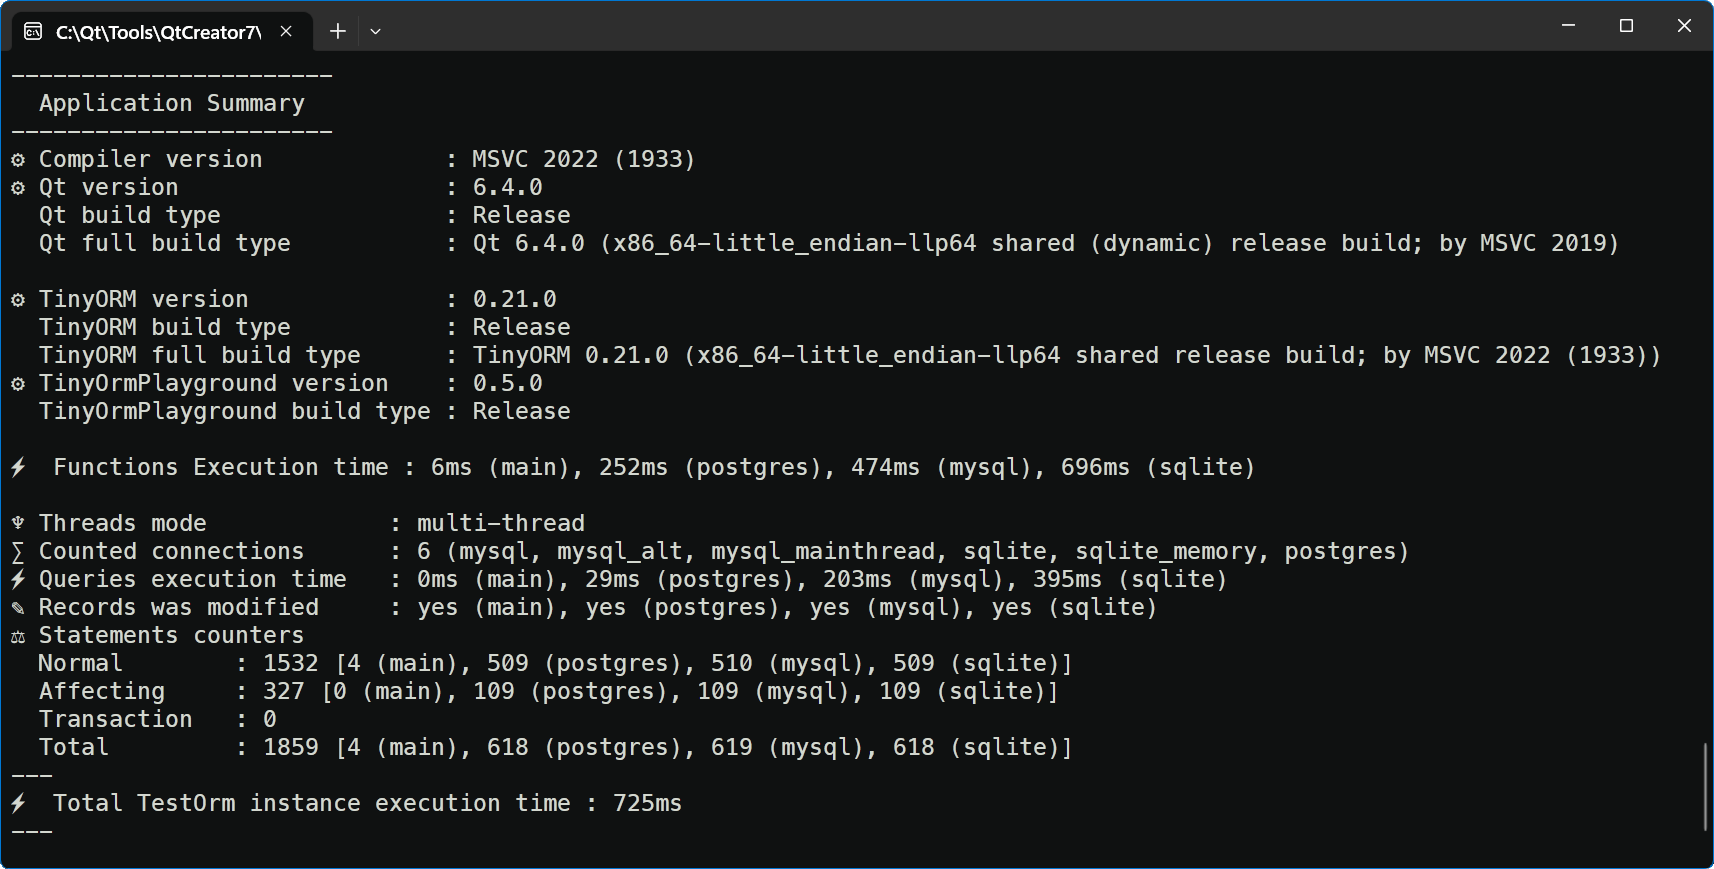 C:\Qt\Tools\QtCreator7\
-----------------------
Application Summary
-----------------------
⚙ Compiler version : MSVC 2022 (1933)
⚙ Qt version : 6.4.0
Qt build type : Release
Qt full build type : Qt 6.4.0 (x86_64-little_endian-llp64 shared (dynamic) release build; by MSVC 2019)
⚙ TinyORM version : 0.21.0
TinyORM build type : Release
TinyORM full build type : TinyORM 0.21.0 (x86_64-little_endian-llp64 shared release build; by MSVC 2022 (1933))
⚙ TinyOrmPlayground version : 0.5.0
TinyOrmPlayground build type : Release
⚡ Functions Execution time : 6ms (main), 252ms (postgres), 474ms (mysql), 696ms (sqlite)
♆ Threads mode : multi-thread
∑ Counted connections : 6 (mysql, mysql_alt, mysql_mainthread, sqlite, sqlite_memory, postgres)
⚡ Queries execution time : 0ms (main), 29ms (postgres), 203ms (mysql), 395ms (sqlite)
✎ Records was modified : yes (main), yes (postgres), yes (mysql), yes (sqlite)
⚖ Statements counters
Normal : 1532 [4 (main), 509 (postgres), 510 (mysql), 509 (sqlite)]
Affecting : 327 [0 (main), 109 (postgres), 109 (mysql), 109 (sqlite)]
Transaction : 0
Total : 1859 [4 (main), 618 (postgres), 619 (mysql), 618 (sqlite)]
---
⚡ Total TestOrm instance execution time : 725ms
---